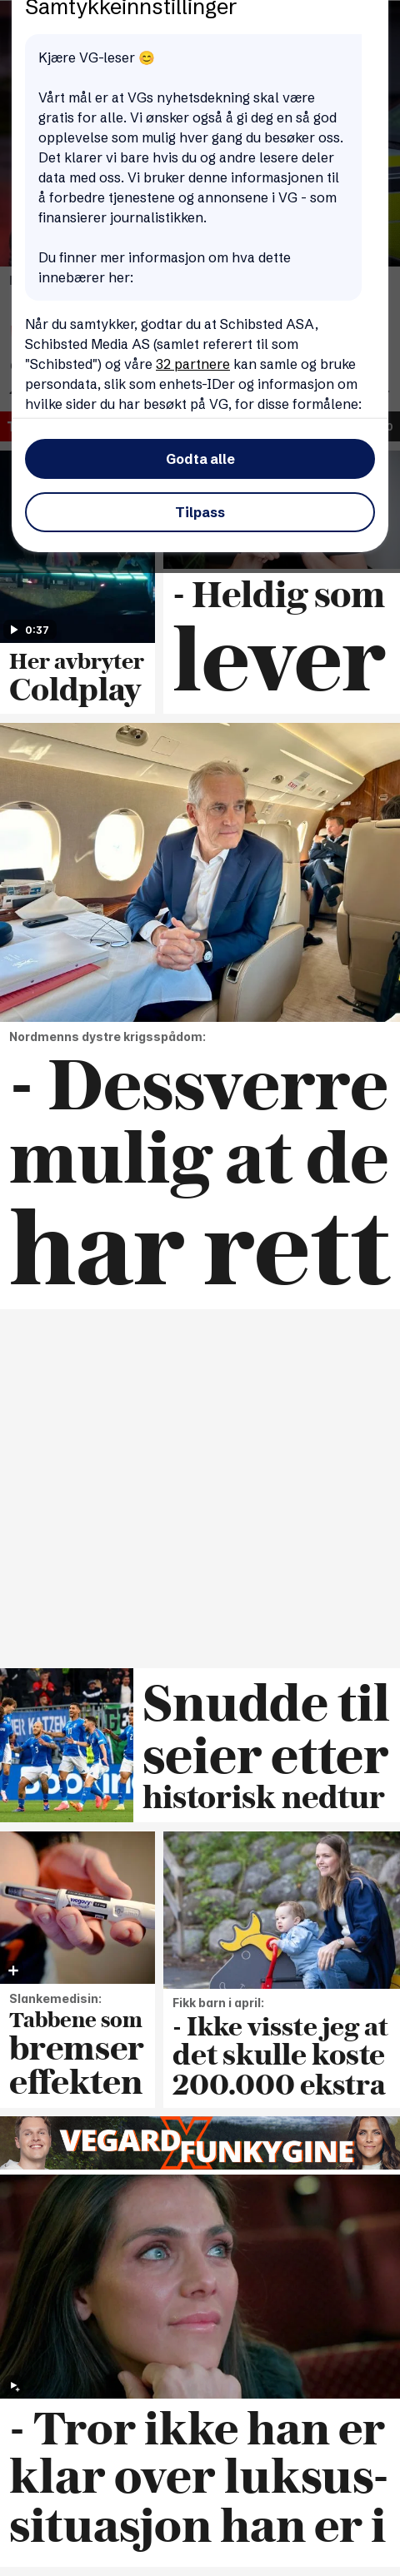 Samtykkeinnstillinger
Kjære VG-leser 😊
Vårt mål er at VGs nyhetsdekning skal være
gratis for alle. Vi ønsker også å gi deg en så god
opplevelse som mulig hver gang du besøker oss.
Det klarer vi bare hvis du og andre lesere deler
data med oss. Vi bruker denne informasjonen til
å forbedre tjenestene og annonsene i VG - som
finansierer journalistikken.
Du finner mer informasjon om hva dette
innebærer her:
Når du samtykker, godtar du at Schibsted ASA,
Schibsted Media AS (samlet referert til som
"Schibsted") og våre 32 partnere kan samle og bruke
persondata, slik som enhets-IDer og informasjon om
hvilke sider du har besøkt på VG, for disse formålene:
Godta alle
Tilpass
0:37
Her avbryter
Coldplay
- Heldig som
lever
EXIT
Nordmenns dystre krigsspådom:
- Dessverre
mulig at de
har rett
Snudde til
seier etter
historisk nedtur
wegovy
Slankemedisin:
Tabbene som
bremser
effekten
Fikk barn i april:
- Ikke visste jeg at
det skulle koste
200.000 ekstra
VEGARD X FUNKYGINE
- Tror ikke han er
klar over luksus-
situasjon han er i